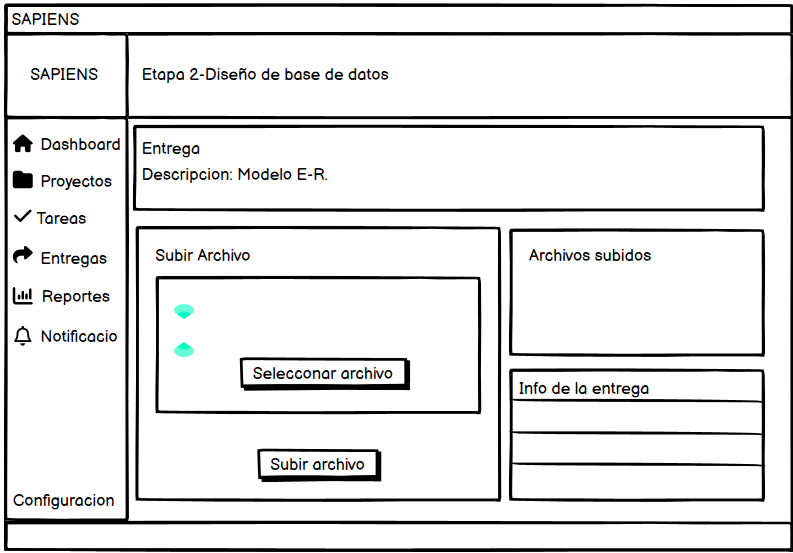 SAPIENS
SAPIENS
Etapa 2-Diseño de base de datos
Dashboard
Proyectos
Tareas
Entregas
Reportes
Notificacio
Configuracion
Entrega
Descripcion: Modelo E-R.
Subir Archivo
Selecconar archivo
Subir archivo
Archivos subidos
Info de la entrega